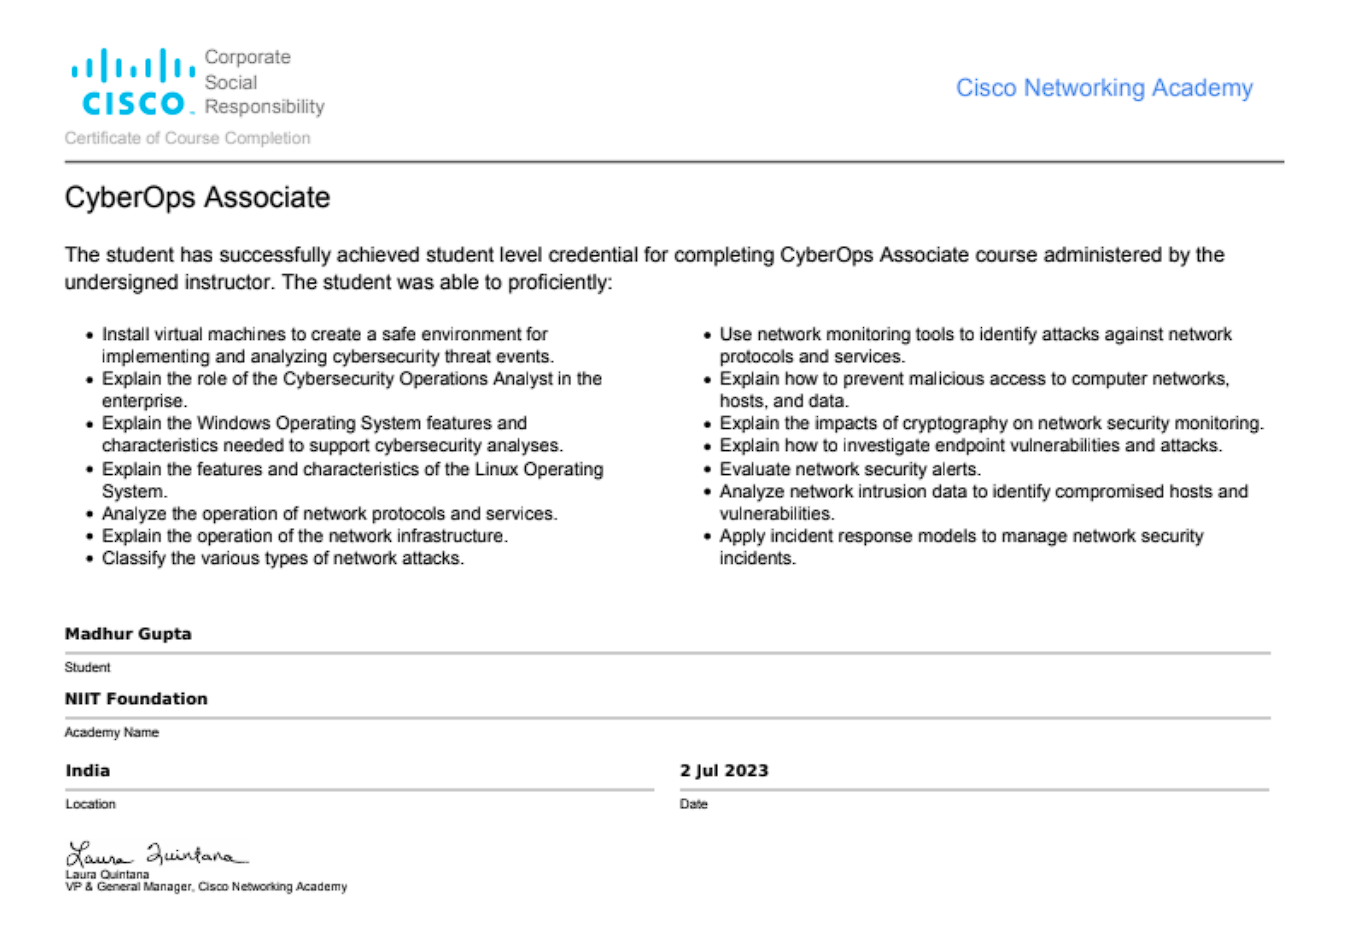 Corporate
Social
CISCO Responsibility
Cisco Networking Academy
Certificate of Course Completion
CyberOps Associate
The student has successfully achieved student level credential for completing CyberOps Associate course administered by the
undersigned instructor. The student was able to proficiently:
• Install virtual machines to create a safe environment for
implementing and analyzing cybersecurity threat events.
• Explain the role of the Cybersecurity Operations Analyst in the
enterprise.
• Explain the Windows Operating System features and
characteristics needed to support cybersecurity analyses.
• Explain the features and characteristics of the Linux Operating
System.
• Analyze the operation of network protocols and services.
• Explain the operation of the network infrastructure.
• Classify the various types of network attacks.
• Use network monitoring tools to identify attacks against network
protocols and services.
• Explain how to prevent malicious access to computer networks,
hosts, and data.
• Explain the impacts of cryptography on network security monitoring.
• Explain how to investigate endpoint vulnerabilities and attacks.
• Evaluate network security alerts.
• Analyze network intrusion data to identify compromised hosts and
vulnerabilities.
• Apply incident response models to manage network security
incidents.
Madhur Gupta
Student
NIIT Foundation
Academy Name
India
Location
2 Jul 2023
Date
Laura Quintana
Laura Quintana
VP & General Manager, Cisco Networking Academy